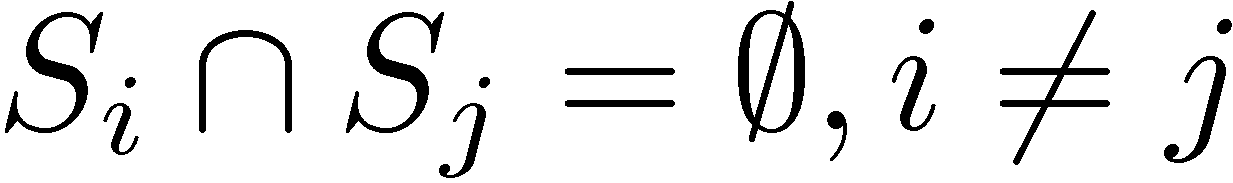 S_i ∩ S_j = ∅, i ≠ j